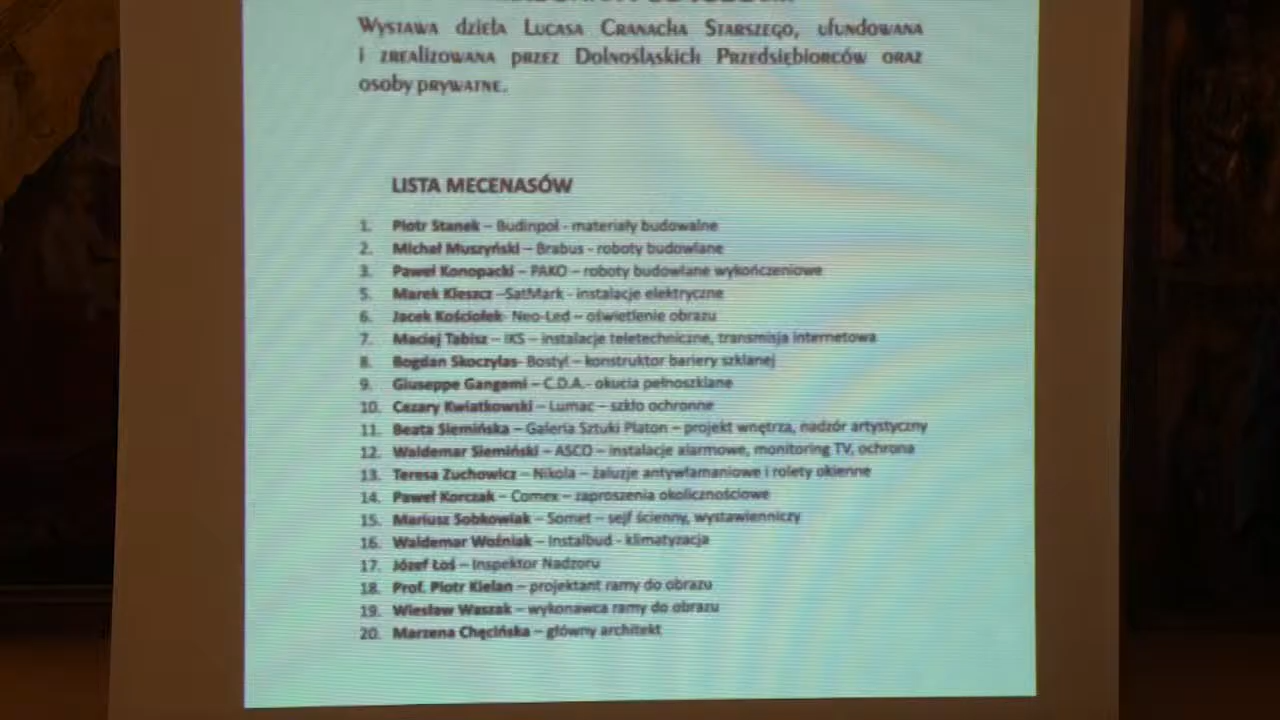 Wystawa dzieła Lucasa Cranacha Starszego, ufundowana
i zrealizowana przez Dolnośląskich Przedsiębiorców oraz
osoby prywatne.
LISTA MECENASÓW
1. Piotr Stanek – Budinpol - materiały budowalne
2. Michał Muszyński – Brabus - roboty budowlane
3. Paweł Konopacki – PAKO – roboty budowlane wykończeniowe
5. Marek Kleszcz –SatMark - instalacje elektryczne
6. Jacek Kościołek- Neo-Led – oświetlenie obrazu
7. Maciej Tabisz – IKS – instalacje teletechniczne, transmisja internetowa
8. Bogdan Skoczylas- Bostyl – konstruktor bariery szklanej
9. Giuseppe Gangemi – C.D.A.- okucia pełnoszklane
10. Cezary Kwiatkowski – Lumac – szkło ochronne
11. Beata Siemińska – Galeria Sztuki Platon – projekt wnętrza, nadzór artystyczny
12. Waldemar Siemiński – ASCO – instalacje alarmowe, monitoring TV, ochrona
13. Teresa Zuchowicz – Nikola – żaluzje antywłamaniowe i rolety okienne
14. Paweł Korczak – Comex – zaproszenia okolicznościowe
15. Mariusz Sobkowiak – Somet – sejf ścienny, wystawienniczy
16. Waldemar Woźniak – Instalbud - klimatyzacja
17. Józef Łoś – Inspektor Nadzoru
18. Prof. Piotr Kielan – projektant ramy do obrazu
19. Wiesław Waszak – wykonawca ramy do obrazu
20. Marzena Chęcińska – główny architekt